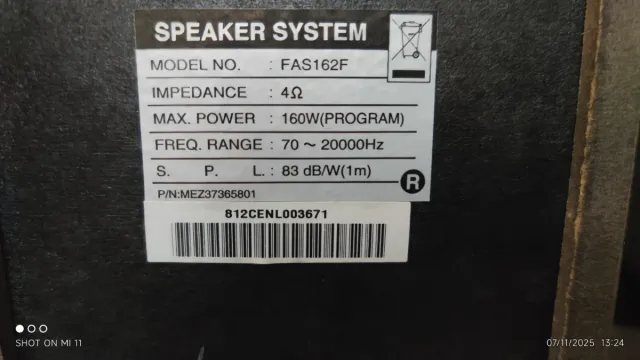 SPEAKER SYSTEM
MODEL NO. : FAS162F
IMPEDANCE : 4Ω
MAX. POWER : 160W(PROGRAM)
FREQ. RANGE : 70 ~ 20000Hz
S. P. L. : 83 dB/W(1m)
P/N:MEZ37365801
R
812CENL003671
SHOT ON MI 11
07/11/2025 13:24